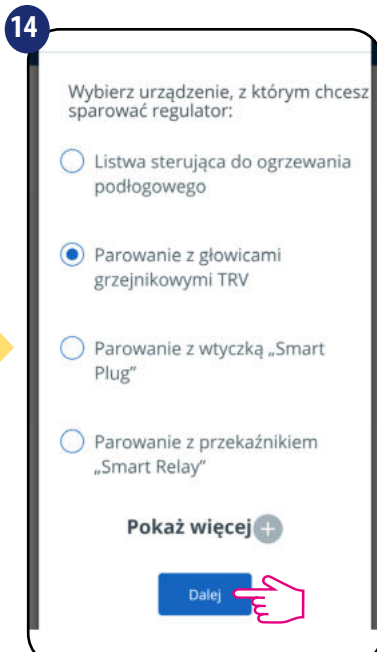 14
Wybierz urządzenie, z którym chcesz
sparować regulator:
Listwa sterująca do ogrzewania
podłogowego
Parowanie z głowicami
grzejnikowymi TRV
Parowanie z wtyczką „Smart
Plug”
Parowanie z przekaźnikiem
„Smart Relay”
Pokaż więcej +
Dalej